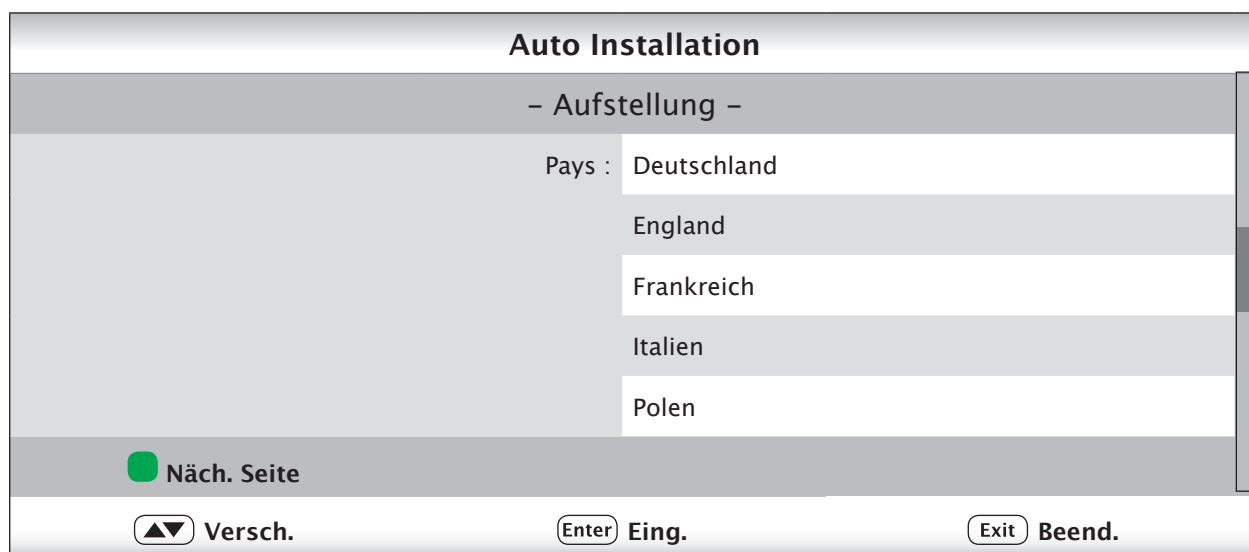 Auto Installation
– Aufstellung –
Pays : Deutschland
England
Frankreich
Italien
Polen
Näch. Seite
▲▼ Versch. Enter Eing. Exit Beend.